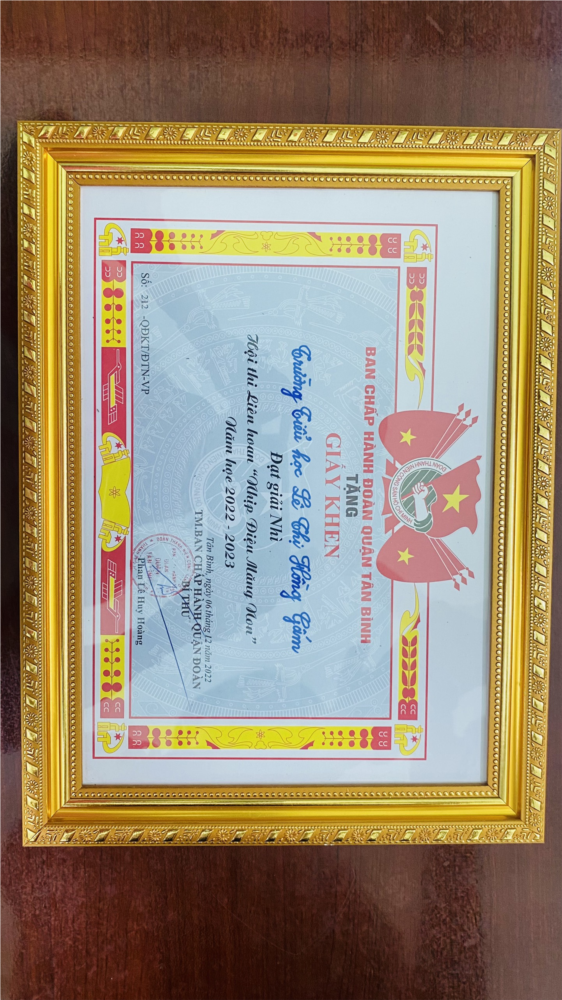 BAN CHẤP HÀNH ĐOÀN QUẬN TÂN BÌNH
TẶNG
GIẤY KHEN
Trường Tiểu học Lê Thị Hồng Gấm
Đạt giải Nhì
Hội thi Liên hoan “Nhịp Điệu Măng Non”
Năm học 2022 - 2023
Tân Bình, ngày 06 tháng 12 năm 2022
TM.BAN CHẤP HÀNH QUẬN ĐOÀN
BÍ THƯ
Phan Lê Huy Hoàng
Số: 212 -QĐKT/ĐTN-VP